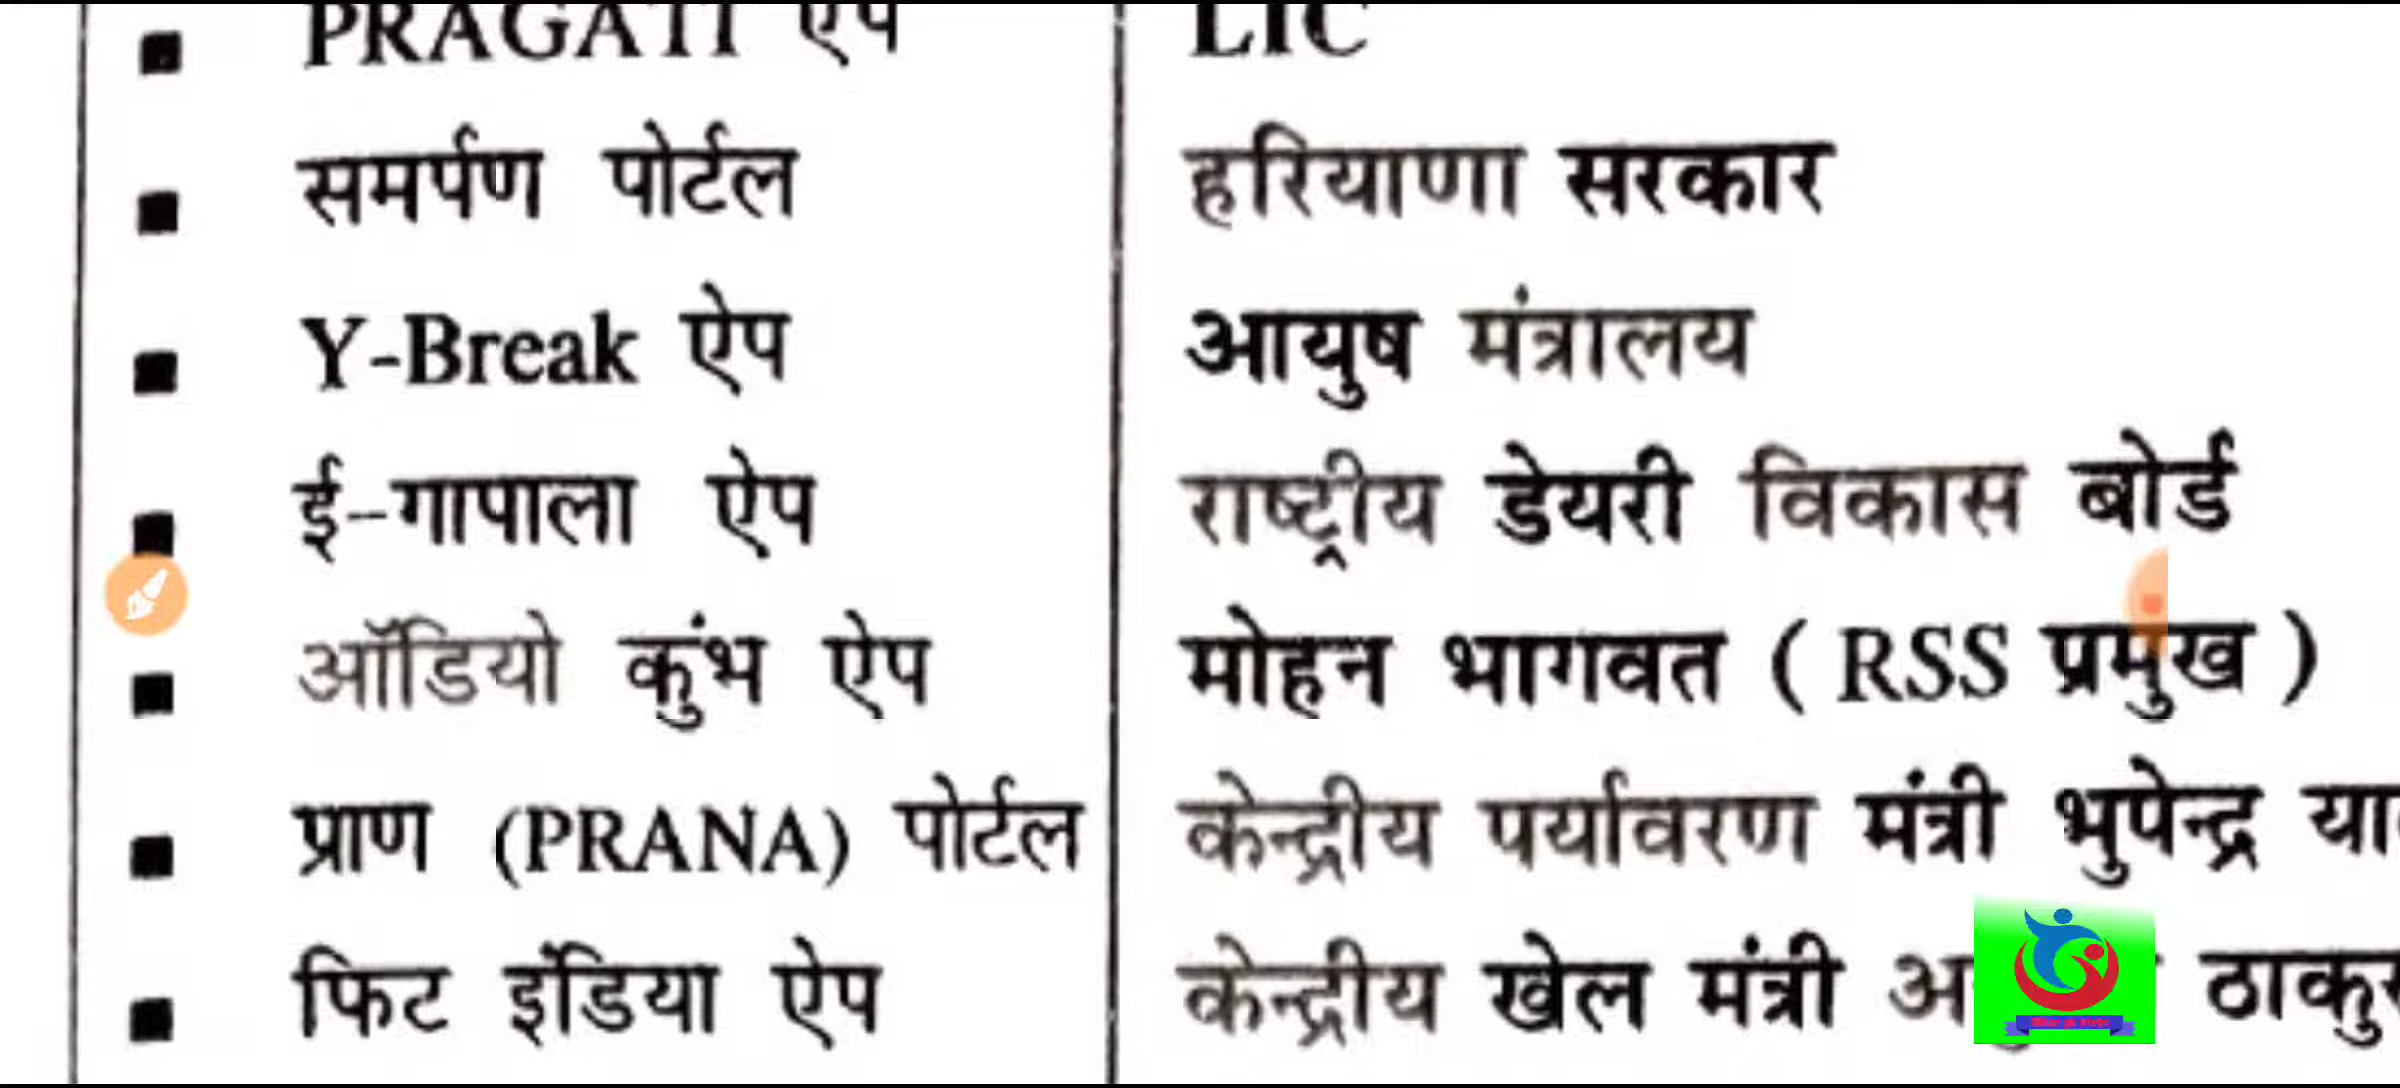 PRAGATI ऐप LIC
समर्पण पोर्टल हरियाणा सरकार
Y-Break ऐप आयुष मंत्रालय
ई-गापाला ऐप राष्ट्रीय डेयरी विकास बोर्ड
ऑडियो कुंभ ऐप मोहन भागवत ( RSS प्रमुख )
प्राण (PRANA) पोर्टल केन्द्रीय पर्यावरण मंत्री भुपेन्द्र
फिट इंडिया ऐप केन्द्रीय खेल मंत्री